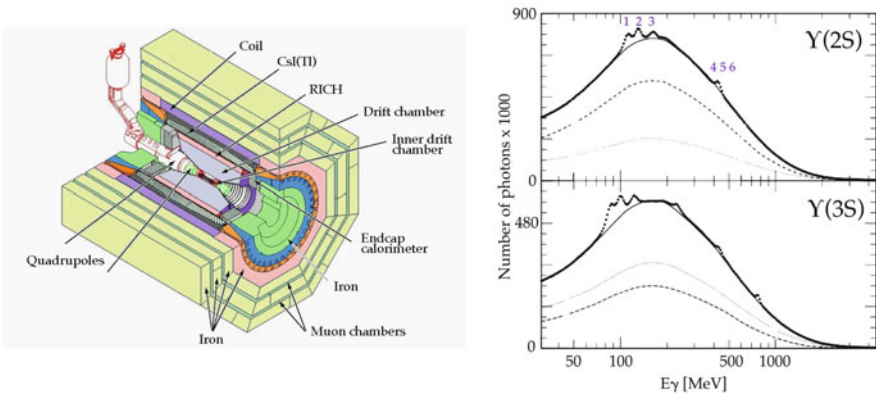 Coil
CsI(Tl)
RICH
Drift chamber
Inner drift
chamber
Endcap
calorimeter
Quadrupoles
Iron
Muon chambers
Iron
900
1 2 3
ϒ(2S)
4 5 6
0
Number of photons x 1000
480
ϒ(3S)
0
50 100 500 1000
Eγ [MeV]